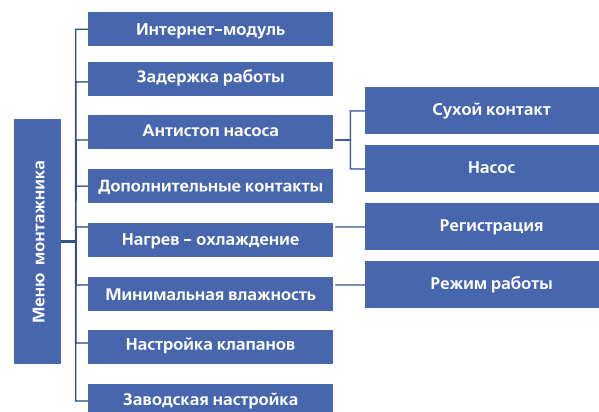 Меню монтажника
Интернет–модуль
Задержка работы
Антистоп насоса
Дополнительные контакты
Нагрев – охлаждение
Минимальная влажность
Настройка клапанов
Заводская настройка
Сухой контакт
Насос
Регистрация
Режим работы